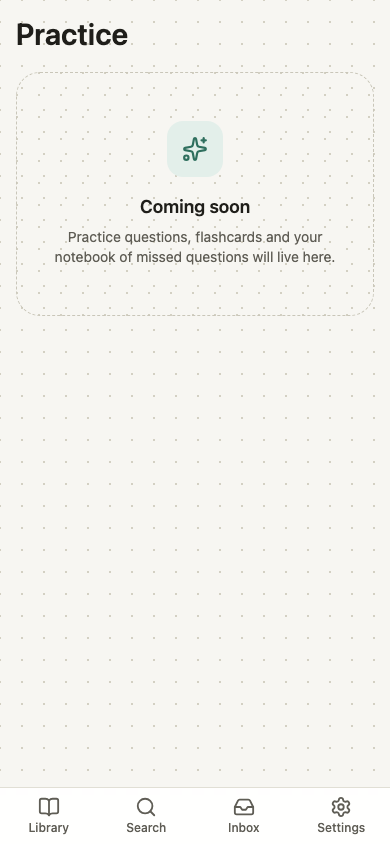 Practice
Coming soon
Practice questions, flashcards and your
notebook of missed questions will live here.
Library
Search
Inbox
Settings